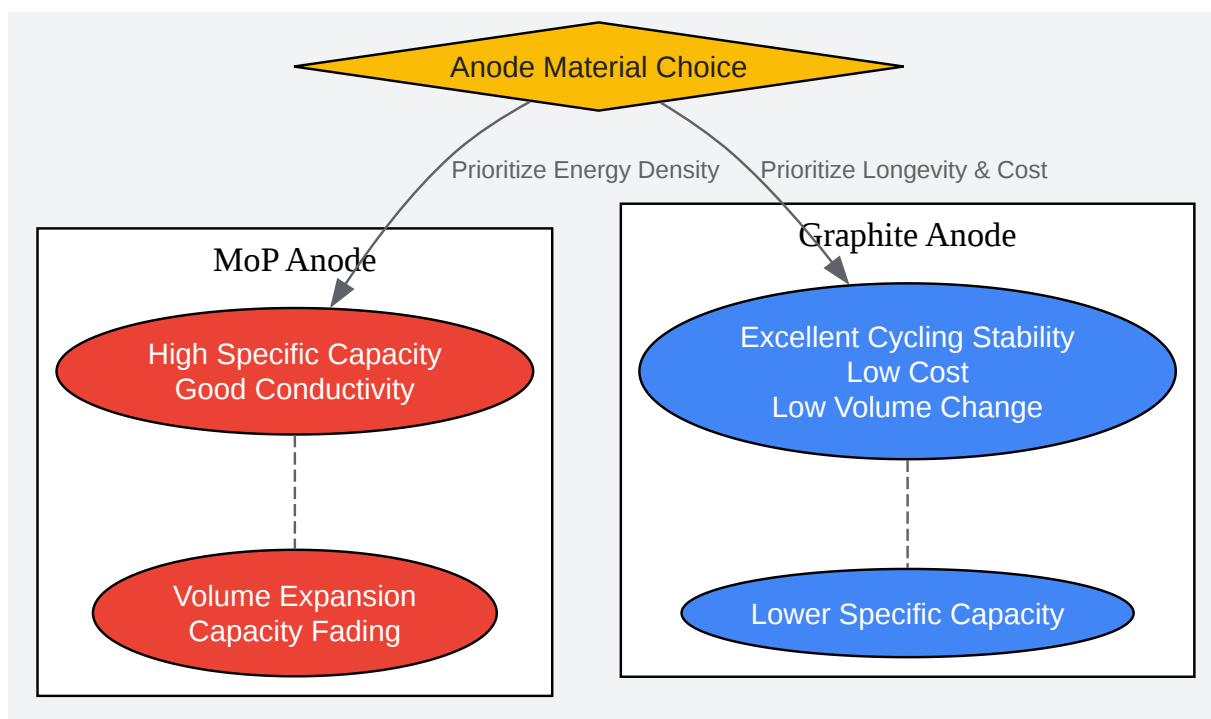 Anode Material Choice
Prioritize Energy Density
Prioritize Longevity & Cost
MoP Anode
High Specific Capacity
Good Conductivity
Volume Expansion
Capacity Fading
Graphite Anode
Excellent Cycling Stability
Low Cost
Low Volume Change
Lower Specific Capacity